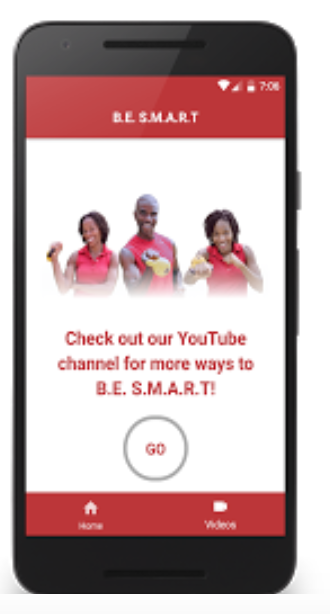 7:06
B.E. S.M.A.R.T
Check out our YouTube
channel for more ways to
B.E. S.M.A.R.T!
GO
Home
Videos